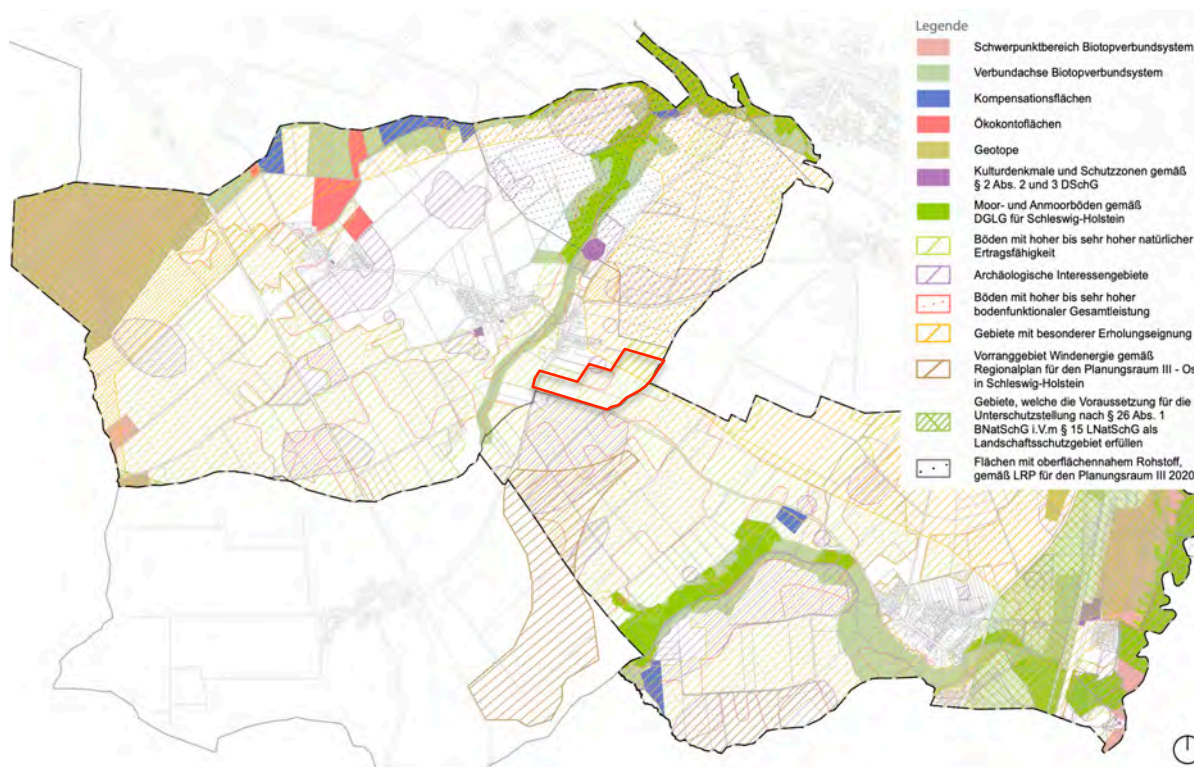 Legende
Schwerpunktbereich Biotopverbundsystem
Verbundachse Biotopverbundsystem
Kompensationsflächen
Ökokontoflächen
Geotope
Kulturdenkmale und Schutzzonen gemäß
§ 2 Abs. 2 und 3 DSchG
Moor- und Anmoorböden gemäß
DGLG für Schleswig-Holstein
Böden mit hoher bis sehr hoher natürlicher
Ertragsfähigkeit
Archäologische Interessengebiete
Böden mit hoher bis sehr hoher
bodenfunktionaler Gesamtleistung
Gebiete mit besonderer Erholungseignung
Vorranggebiet Windenergie gemäß
Regionalplan für den Planungsraum III - Os
in Schleswig-Holstein
Gebiete, welche die Voraussetzung für die
Unterschutzstellung nach § 26 Abs. 1
BNatSchG i.V.m § 15 LNatSchG als
Landschaftsschutzgebiet erfüllen
Flächen mit oberflächennahem Rohstoff,
gemäß LRP für den Planungsraum III 2020